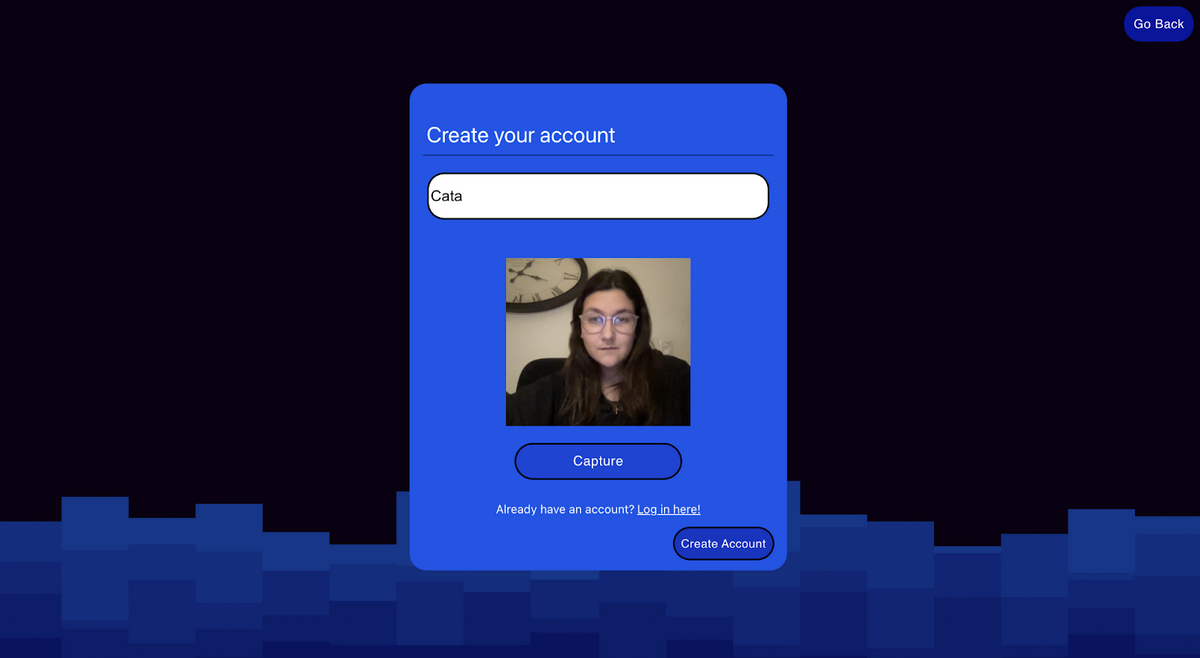 Go Back
Create your account
Cata
Capture
Already have an account? Log in here!
Create Account